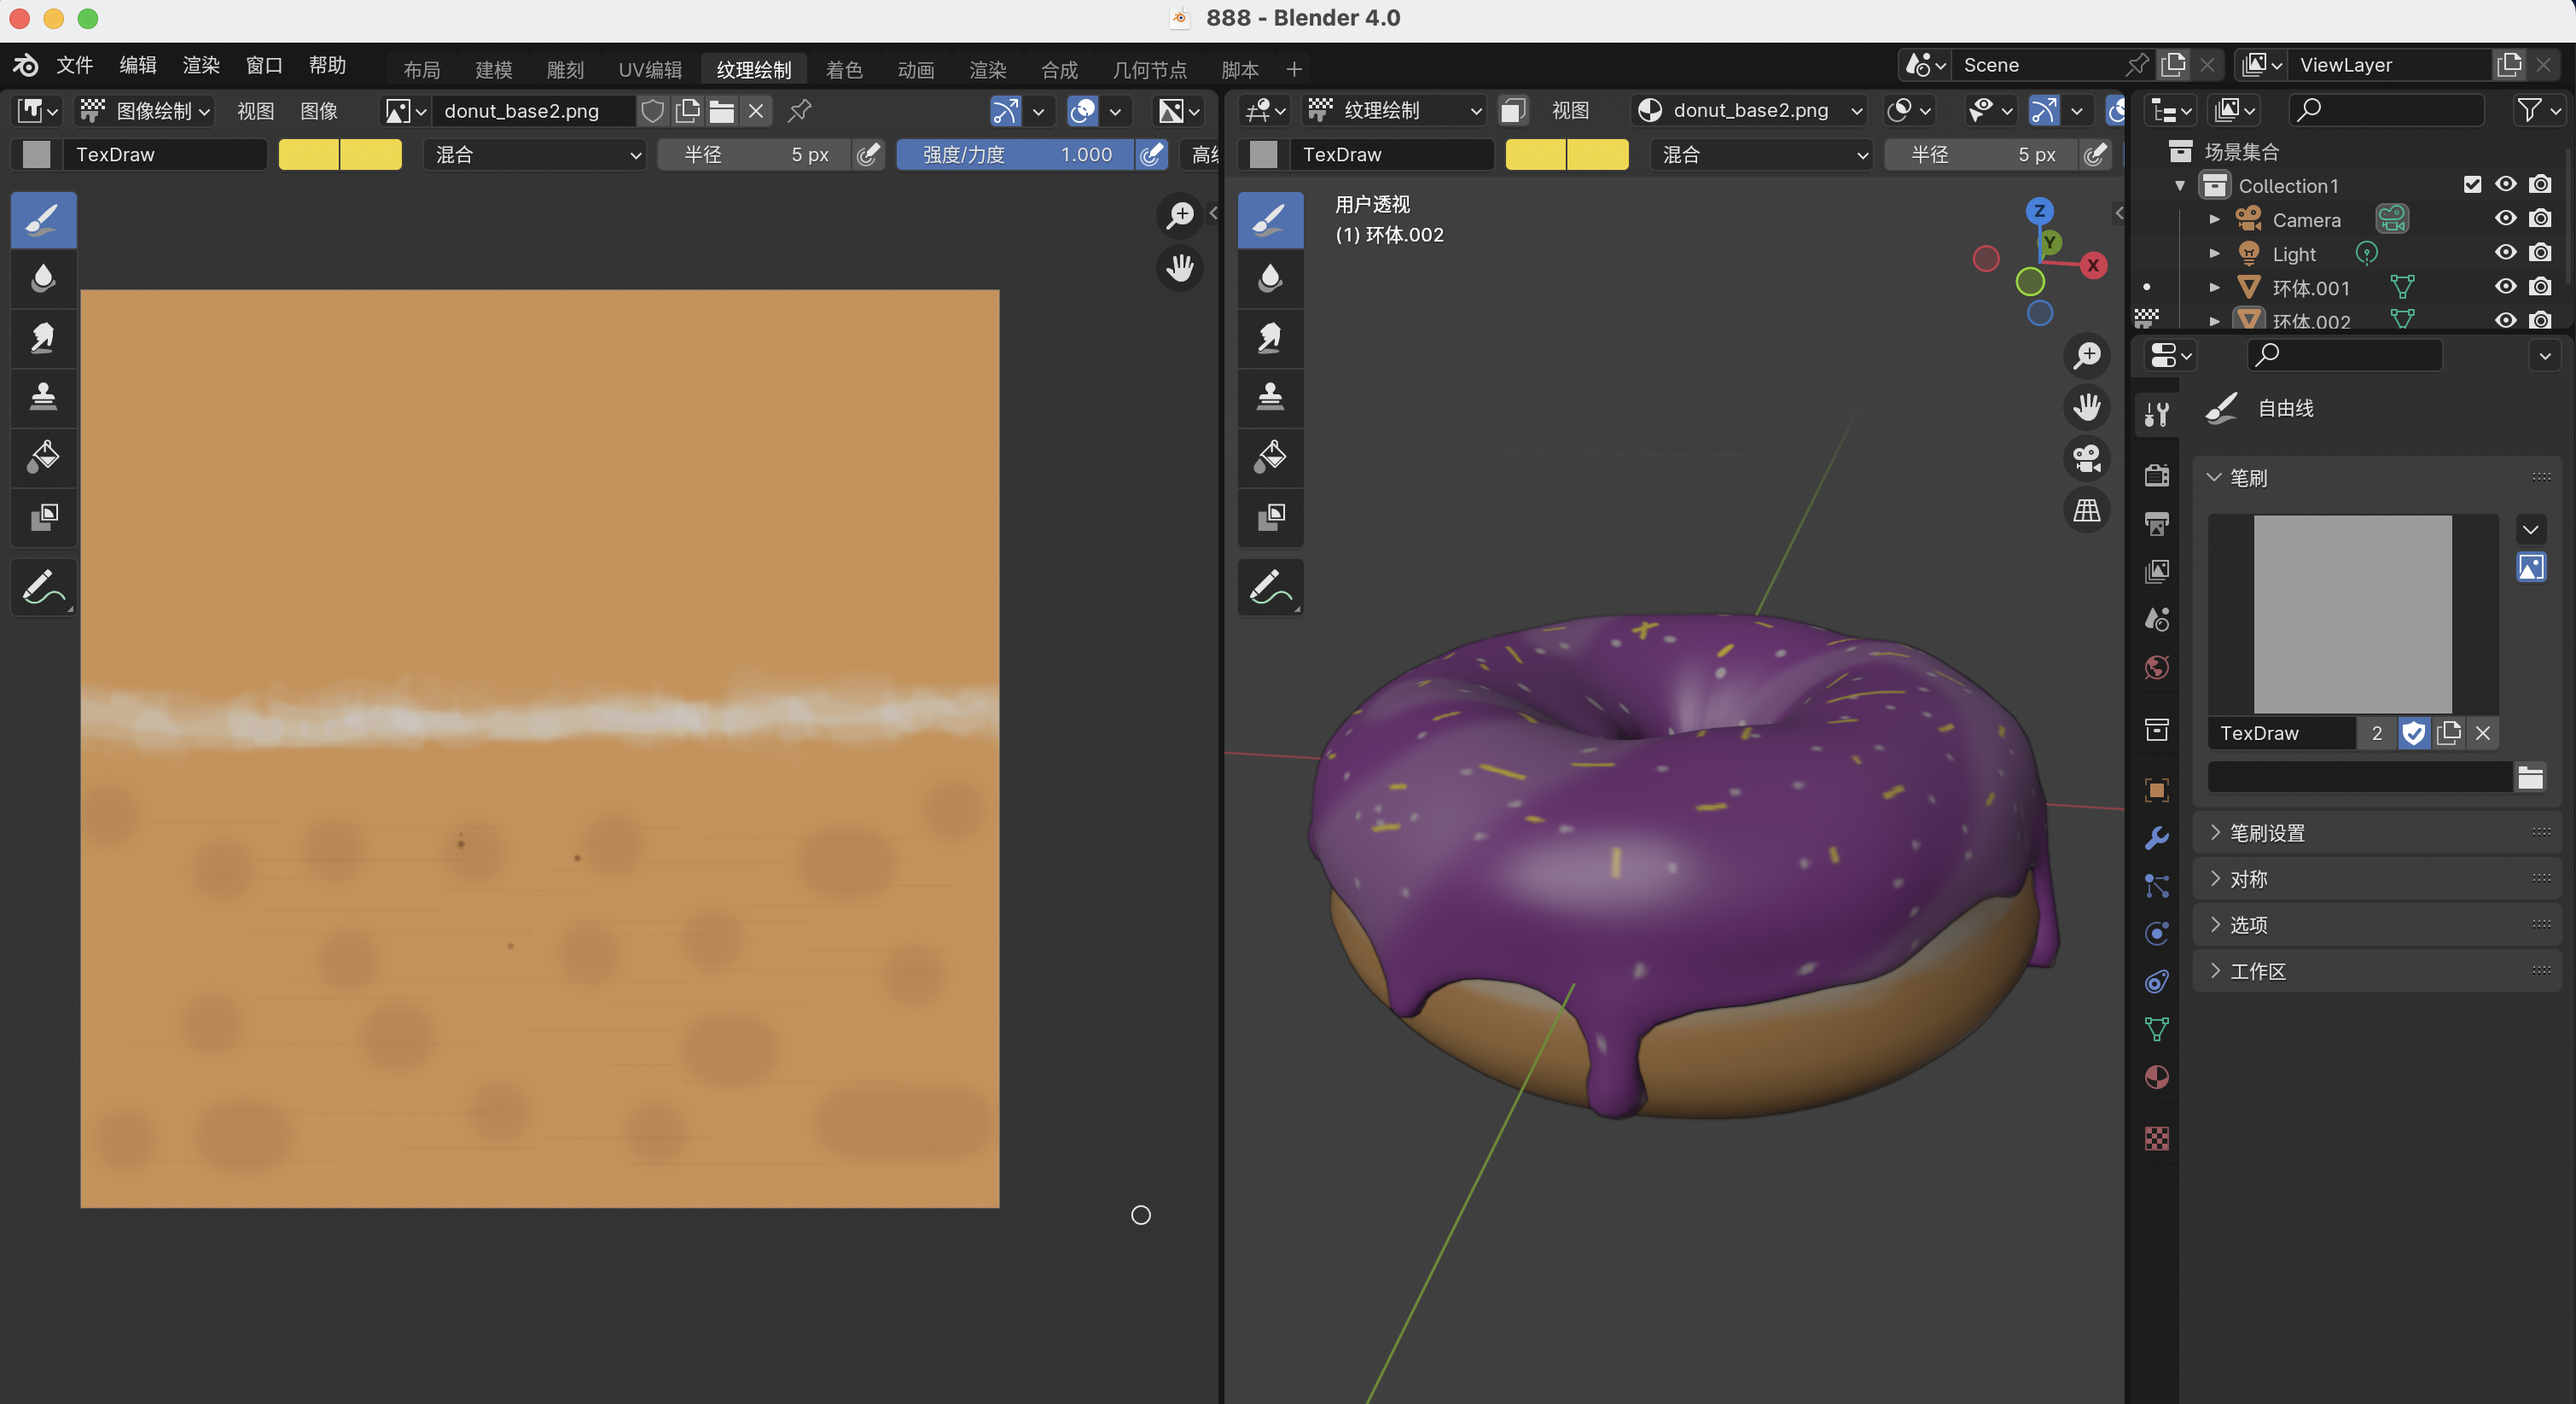 888 - Blender 4.0
文件 编辑 渲染 窗口 帮助 布局 建模 雕刻 UV编辑 纹理绘制 着色 动画 渲染 合成 几何节点 脚本 + Scene ViewLayer
图像绘制 视图 图像 donut_base2.png
TexDraw 混合 半径 5 px 强度/力度 1.000
纹理绘制 视图 donut_base2.png
TexDraw 混合 半径 5 px
用户透视
(1) 环体.002
Z
Y
X
场景集合
Collection1
Camera
Light
环体.001
环体.002
自由线
笔刷
TexDraw 2
笔刷设置
对称
选项
工作区